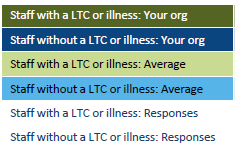 Staff with a LTC or illness: Your org
Staff without a LTC or illness: Your org
Staff with a LTC or illness: Average
Staff without a LTC or illness: Average
Staff with a LTC or illness: Responses
Staff without a LTC or illness: Responses